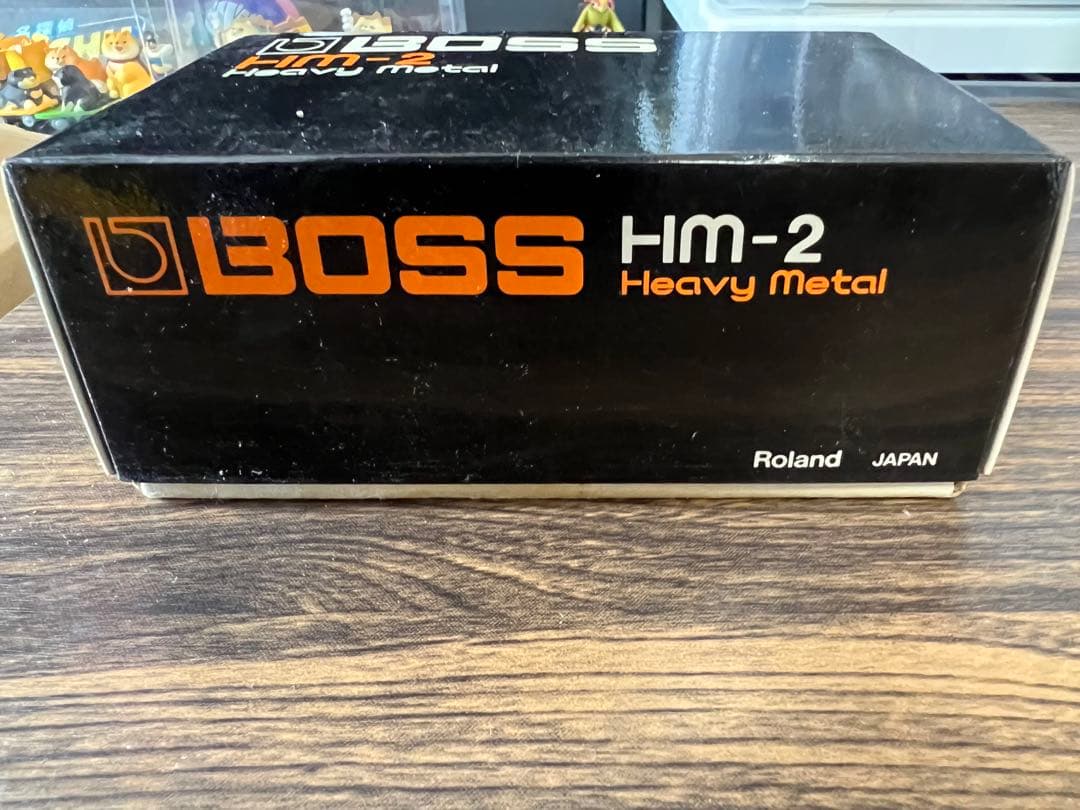 BOSS
HM-2
Heavy Metal
BOSS HM-2
Heavy Metal
Roland JAPAN